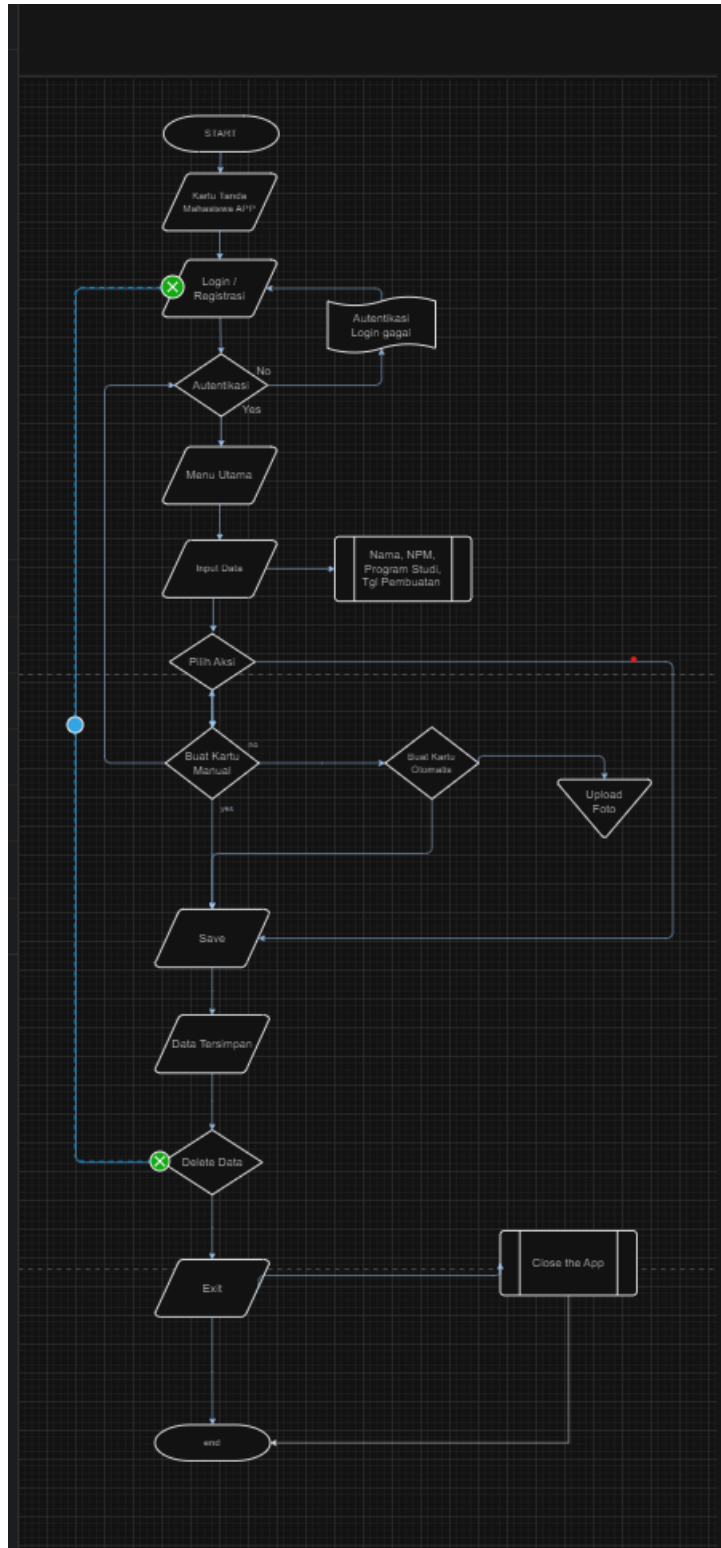 START
Kartu Tanda
Mahasiswa APP
Login /
Registrasi
Autentikasi
Login gagal
No
Autentikasi
Yes
Menu Utama
Input Data
Nama, NPM,
Program Studi,
Tgl Pembuatan
Pilih Aksi
no
Buat Kartu
Manual
Buat Kartu
Otomatis
Upload
Foto
yes
Save
Data Tersimpan
Delete Data
Close the App
Exit
end